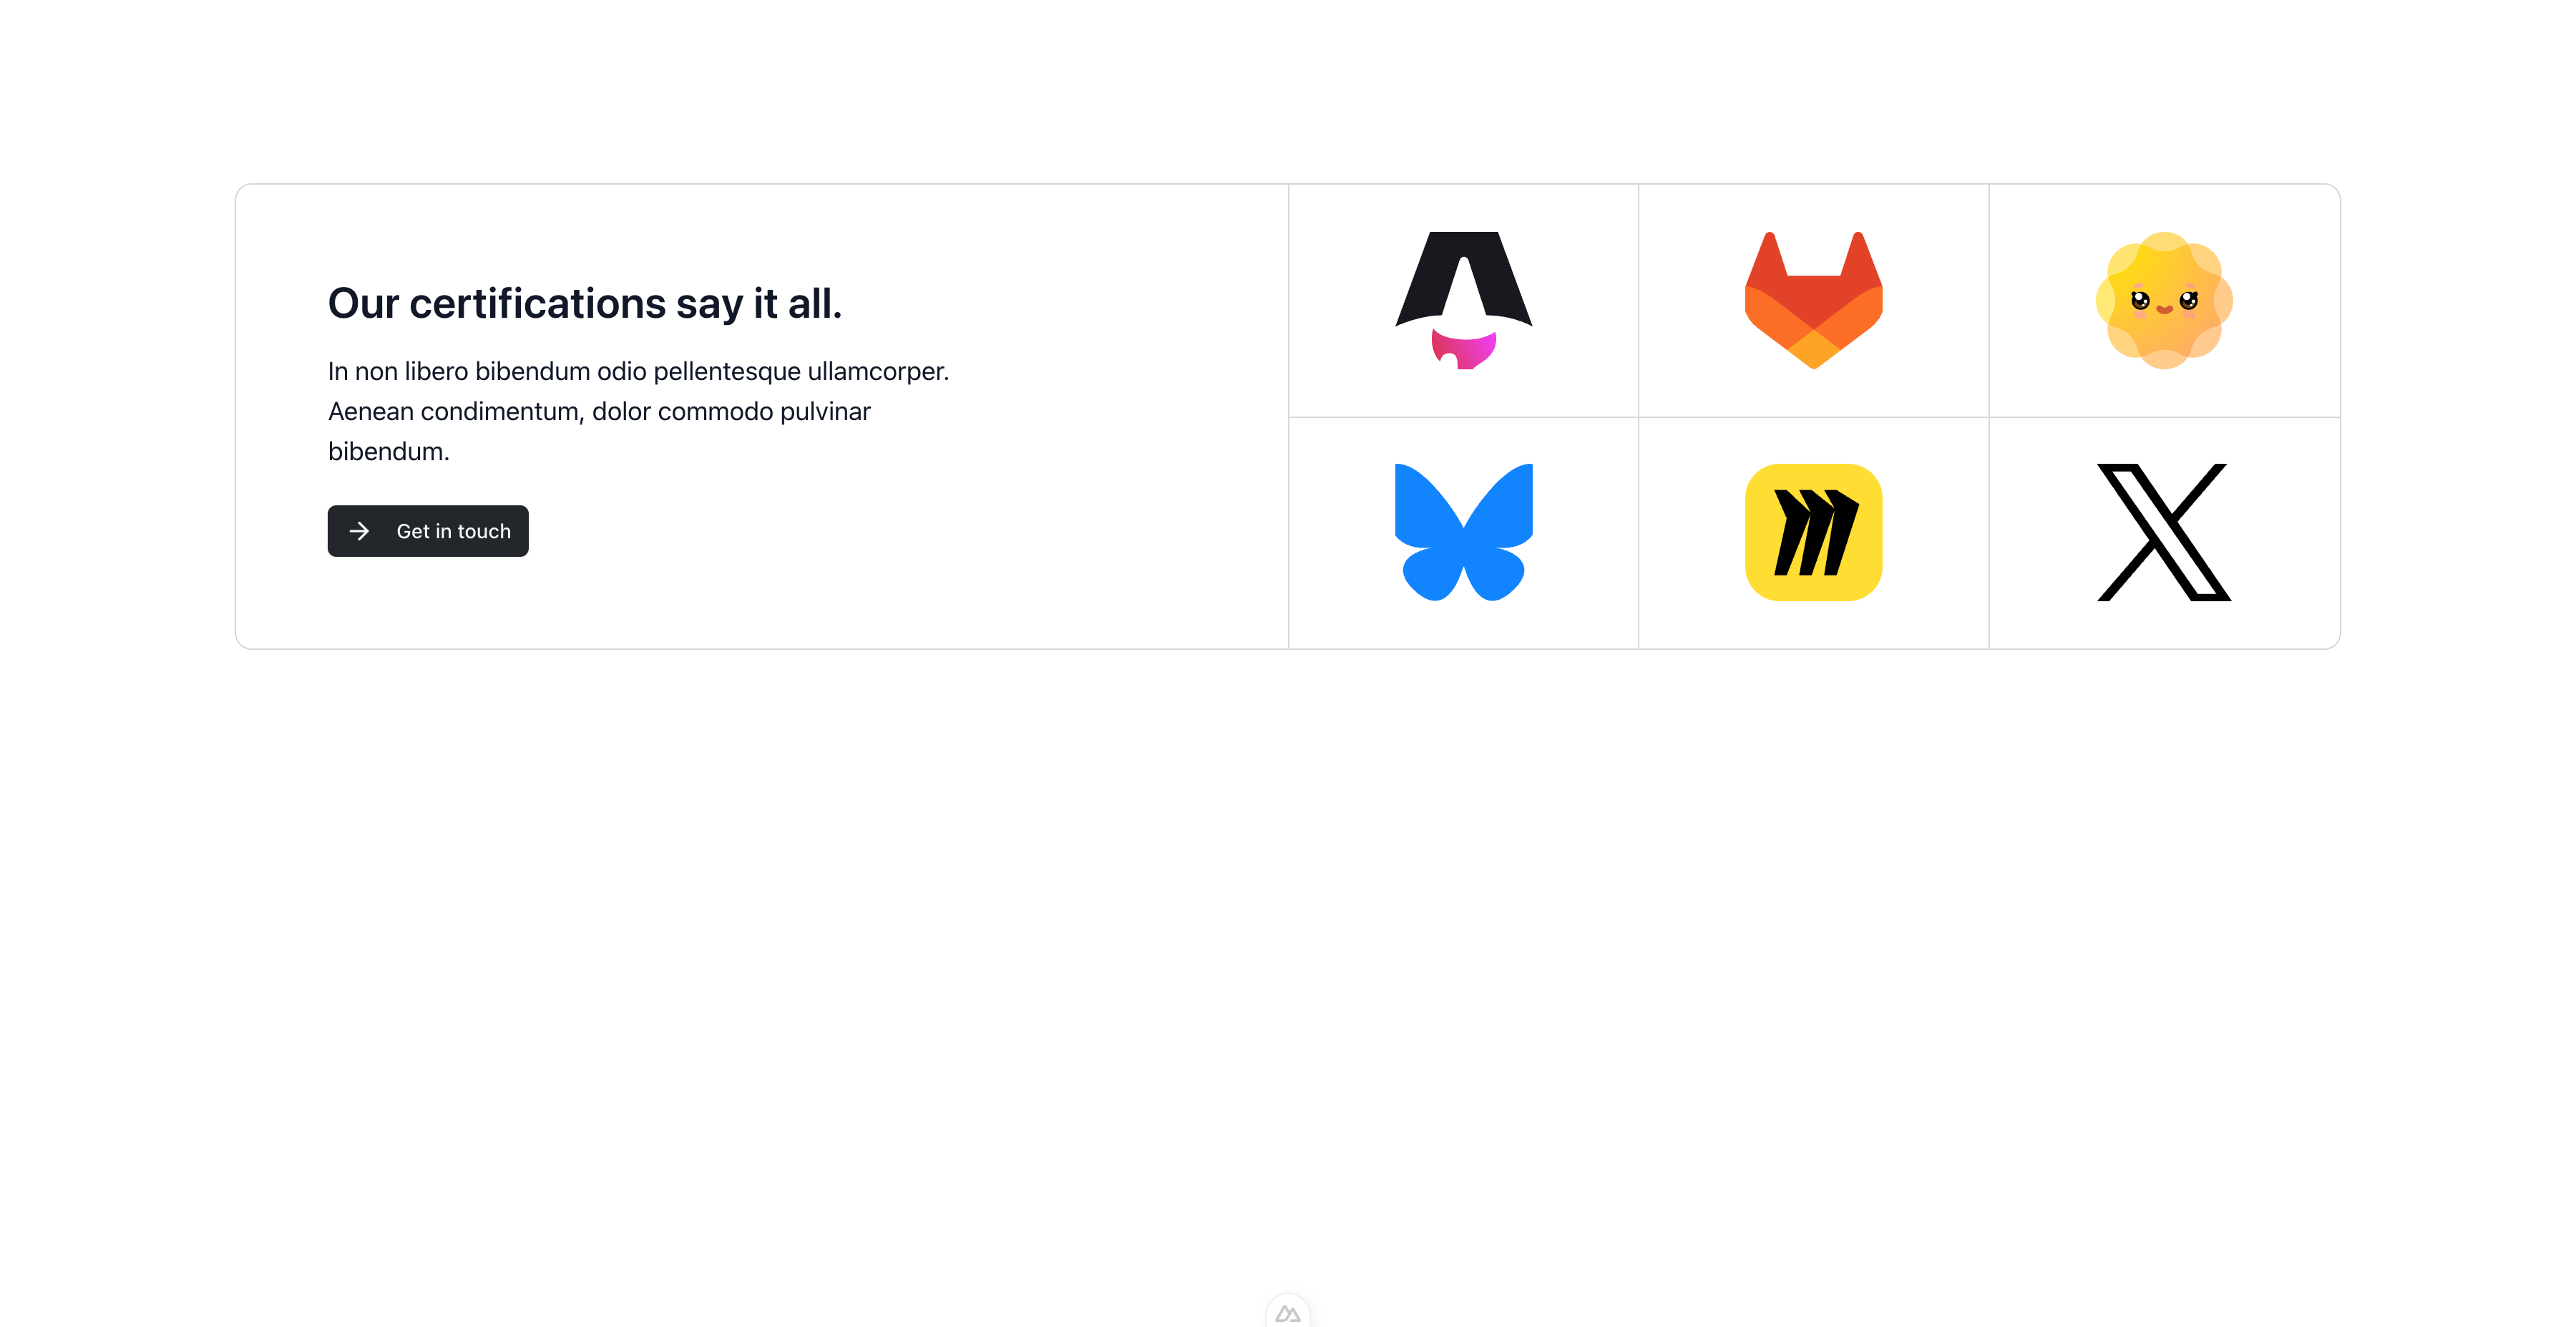 Our certifications say it all.
In non libero bibendum odio pellentesque ullamcorper.
Aenean condimentum, dolor commodo pulvinar
bibendum.
Get in touch